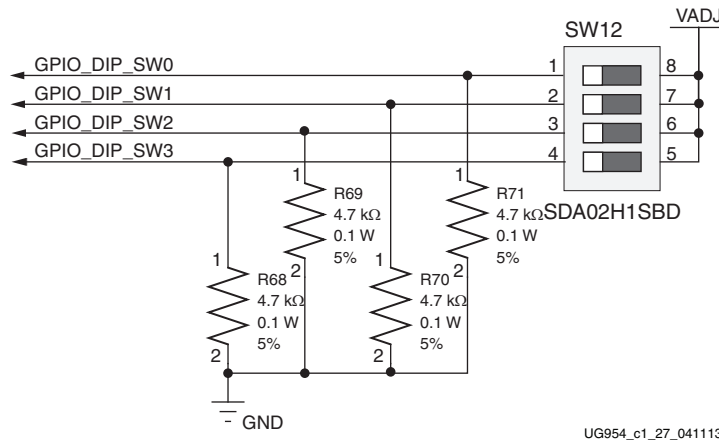 VADJ
SW12
GPIO_DIP_SW0
1
8
GPIO_DIP_SW1
2
7
GPIO_DIP_SW2
3
6
GPIO_DIP_SW3
4
5
SDA02H1SBD
1
R69
4.7 kΩ
0.1 W
5%
2
1
R71
4.7 kΩ
0.1 W
5%
2
1
R68
4.7 kΩ
0.1 W
5%
2
1
R70
4.7 kΩ
0.1 W
5%
2
GND
UG954_c1_27_041113